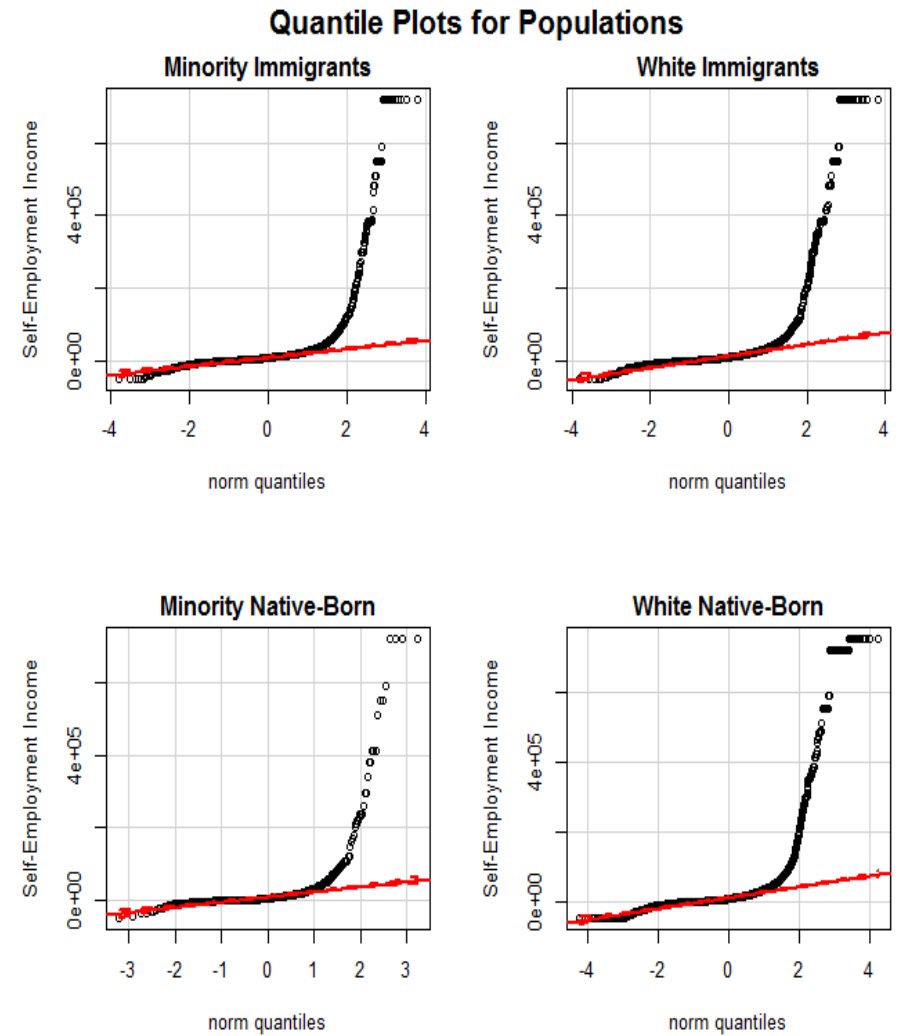 Quantile Plots for Populations
Minority Immigrants
White Immigrants
Self-Employment Income
4e+05
0e+00
-4 -2 0 2 4
norm quantiles
Self-Employment Income
4e+05
0e+00
-4 -2 0 2 4
norm quantiles
Minority Native-Born
White Native-Born
Self-Employment Income
4e+05
0e+00
-3 -2 -1 0 1 2 3
norm quantiles
Self-Employment Income
4e+05
0e+00
-4 -2 0 2 4
norm quantiles